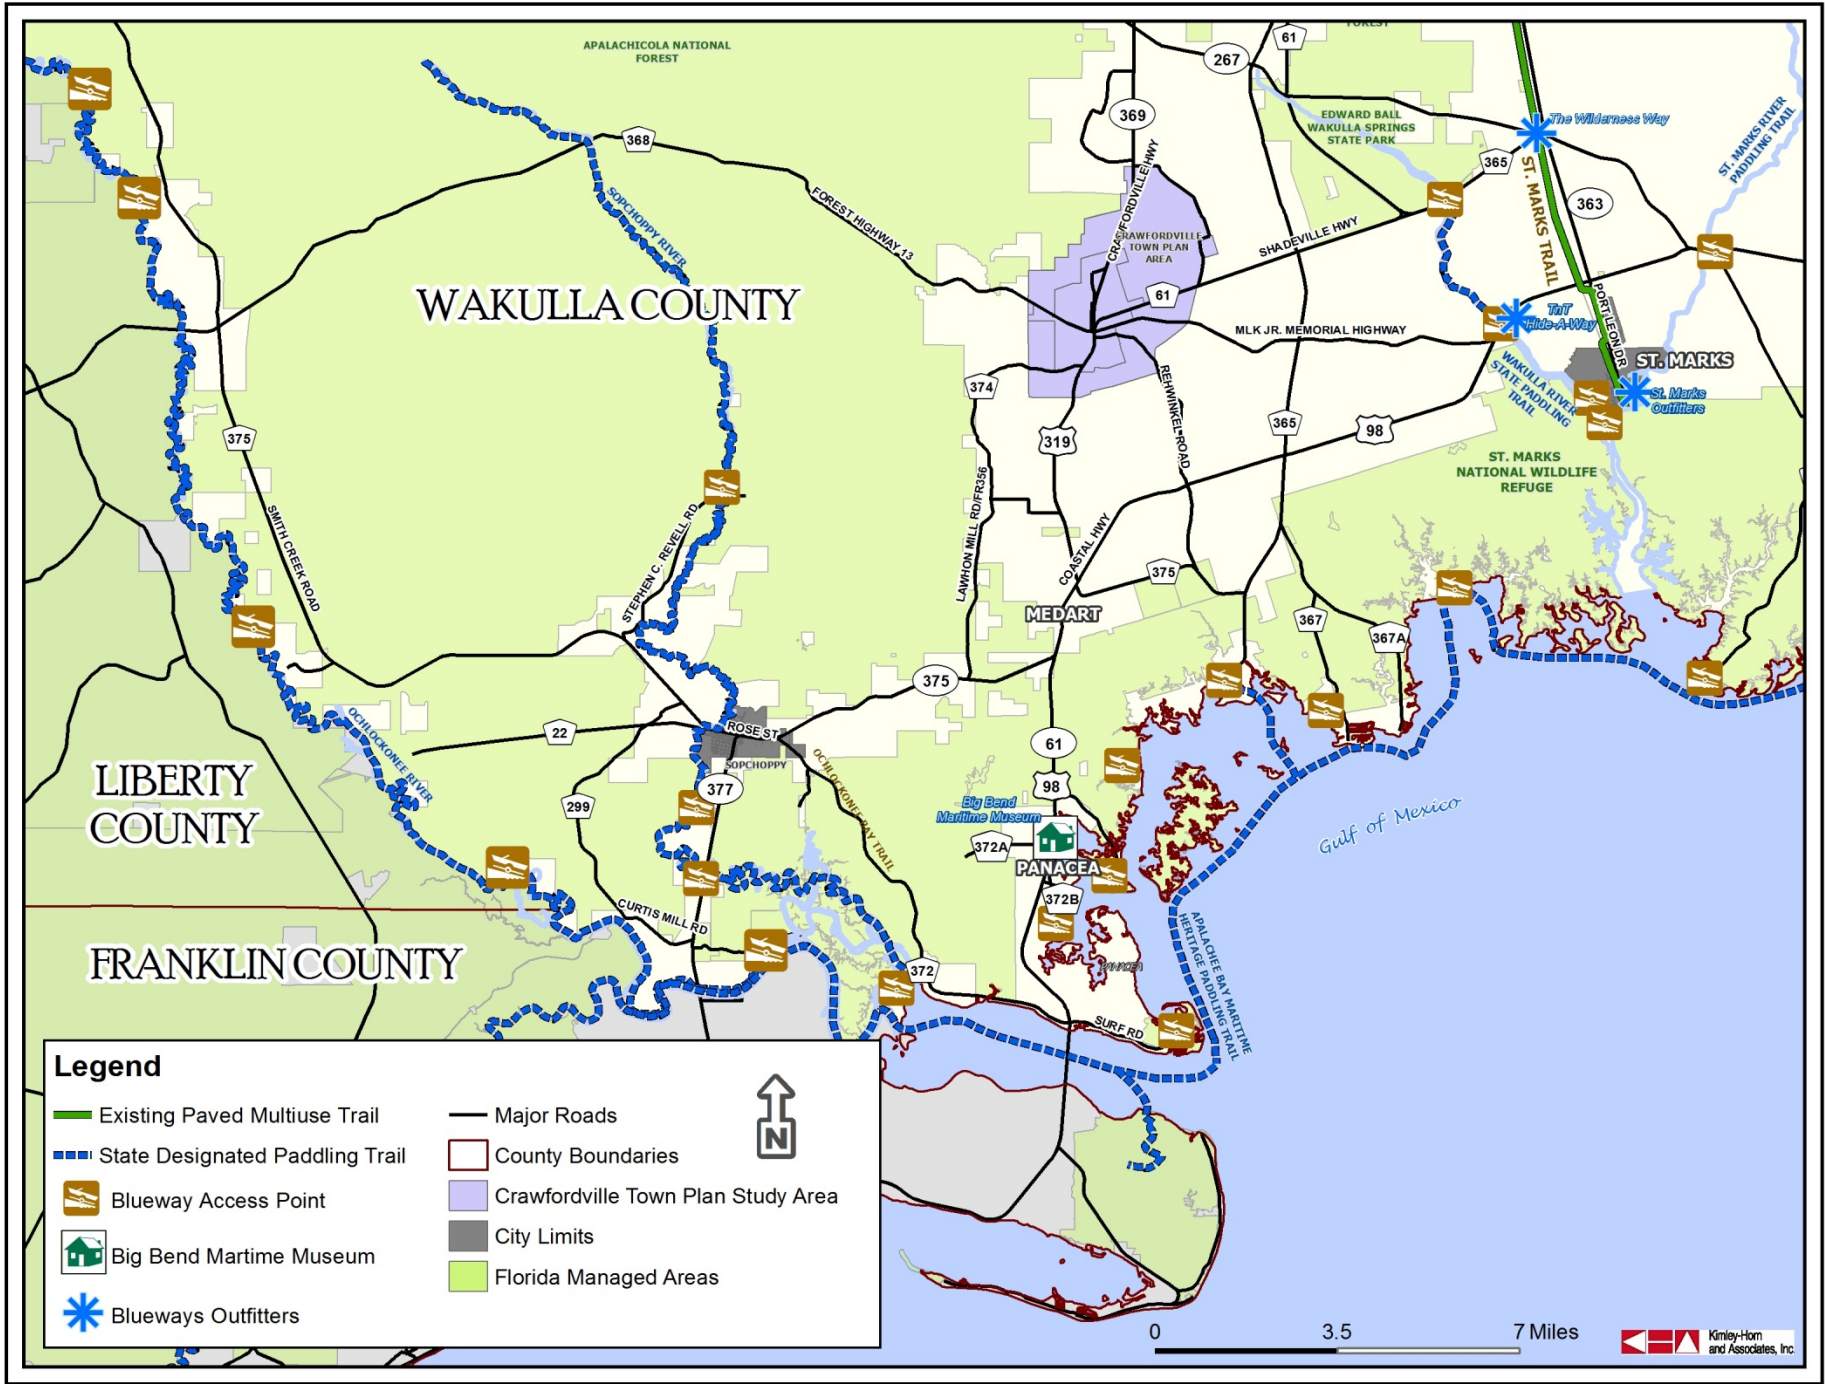 FOREST
APALACHICOLA NATIONAL
FOREST
61
267
369
368
EDWARD BALL
WAKULLA SPRINGS
STATE PARK
The Wilderness Way
ST. MARKS RIVER
PADDLING TRAIL
365
363
ST. MARKS TRAIL
CRAWFORDVILLE HWY
SOPCHOPPY RIVER
FOREST HIGHWAY 13
CRAWFORDVILLE
TOWN PLAN
AREA
SHADEVILLE HWY
WAKULLA COUNTY
61
PORT LEON DR
TnT
Hide-A-Way
MLK JR. MEMORIAL HIGHWAY
ST. MARKS
WAKULLA RIVER
STATE PADDLING
TRAIL
St. Marks
Outfitters
374
REHWINKEL ROAD
365
98
319
375
ST. MARKS
NATIONAL WILDLIFE
REFUGE
SMITH CREEK ROAD
STEPHEN C. REVELL RD
LAWHON MILL RD/FR356
COASTAL HWY
375
MEDART
367
367A
375
OCHLOCKONEE RIVER
22
ROSE ST
SOPCHOPPY
61
98
377
OCHLOCKONEE BAY TRAIL
LIBERTY
COUNTY
299
Big Bend
Maritime Museum
372A
PANACEA
372B
Gulf of Mexico
CURTIS MILL RD
FRANKLIN COUNTY
372
PANACEA
APALACHEE BAY MARITIME
HERITAGE PADDLING TRAIL
SURF RD
Legend
Existing Paved Multiuse Trail
State Designated Paddling Trail
Blueway Access Point
Big Bend Martime Museum
Blueways Outfitters
Major Roads
County Boundaries
Crawfordville Town Plan Study Area
City Limits
Florida Managed Areas
N
0
3.5
7 Miles
Kimley-Horn
and Associates, Inc.